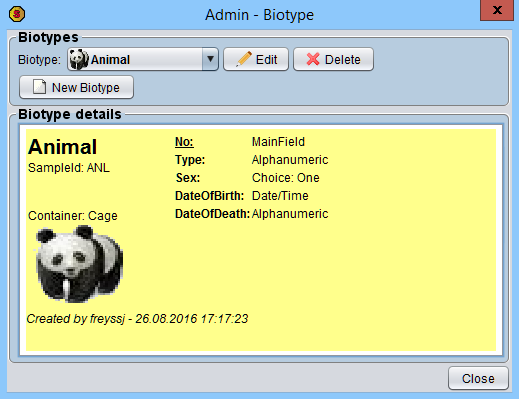 Admin - Biotype
x
Biotypes
Biotype: Animal Edit Delete
New Biotype
Biotype details
Animal
SampleId: ANL
Container: Cage
No: MainField
Type: Alphanumeric
Sex: Choice: One
DateOfBirth: Date/Time
DateOfDeath: Alphanumeric
Created by freyssj - 26.08.2016 17:17:23
Close